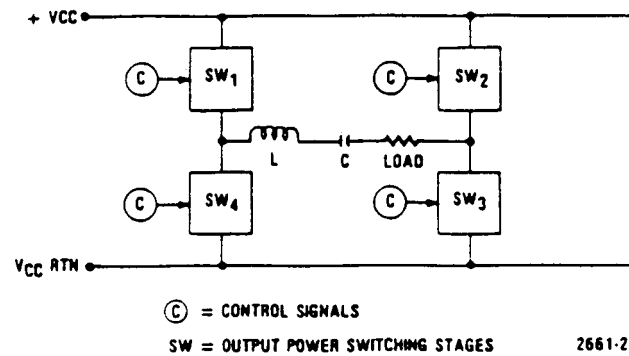 + VCC
C SW1 C SW2
L C LOAD
C SW4 C SW3
VCC RTN
C = CONTROL SIGNALS
SW = OUTPUT POWER SWITCHING STAGES 2661-2